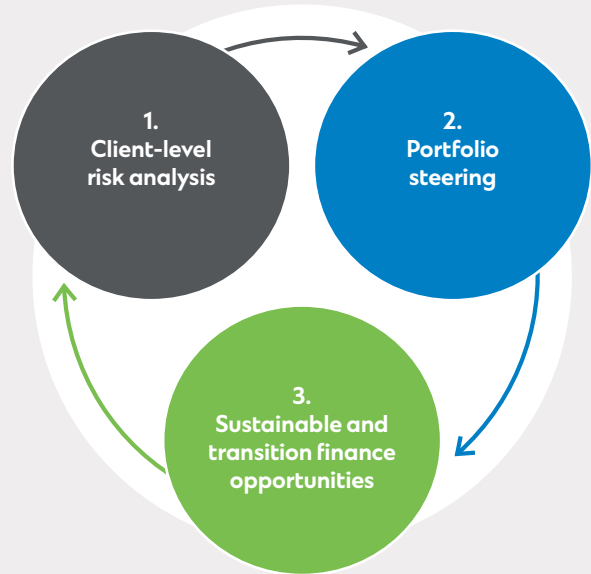 1.
Client-level
risk analysis
2.
Portfolio
steering
3.
Sustainable and
transition finance
opportunities